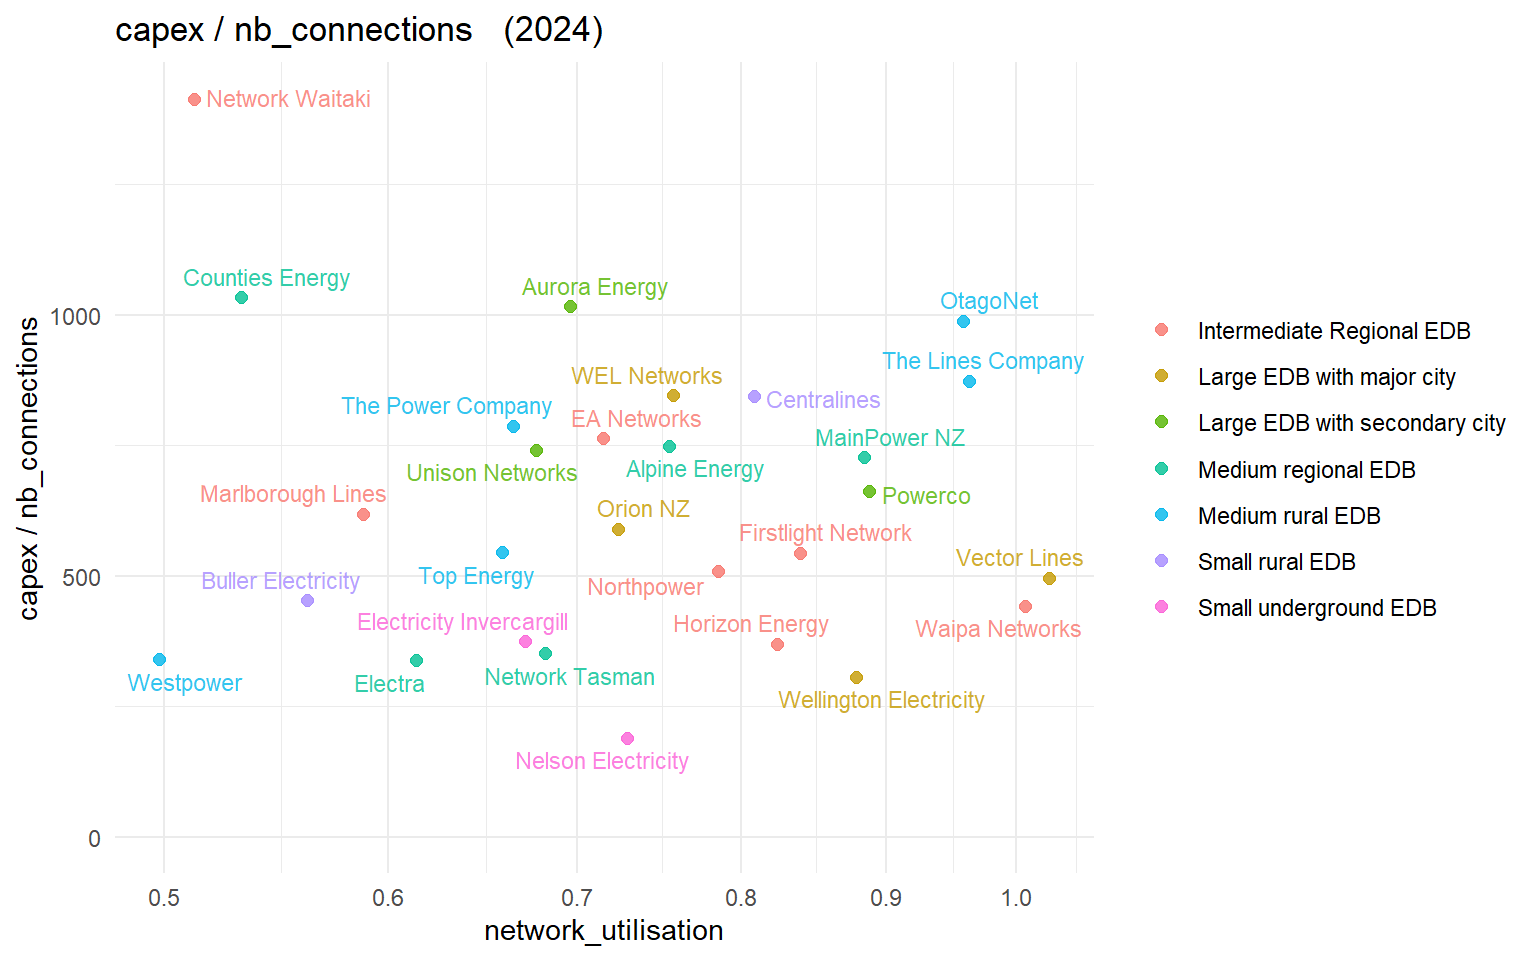 capex / nb_connections (2024)
capex / nb_connections
1000
500
0
Network Waitaki
Counties Energy
Aurora Energy
OtagoNet
The Lines Company
WEL Networks
Centralines
The Power Company
EA Networks
MainPower NZ
Unison Networks
Alpine Energy
Marlborough Lines
Powerco
Orion NZ
Firstlight Network
Vector Lines
Buller Electricity
Top Energy
Northpower
Electricity Invercargill
Horizon Energy
Waipa Networks
Westpower
Electra
Network Tasman
Wellington Electricity
Nelson Electricity
0.5
0.6
0.7
0.8
0.9
1.0
network_utilisation
Intermediate Regional EDB
Large EDB with major city
Large EDB with secondary city
Medium regional EDB
Medium rural EDB
Small rural EDB
Small underground EDB